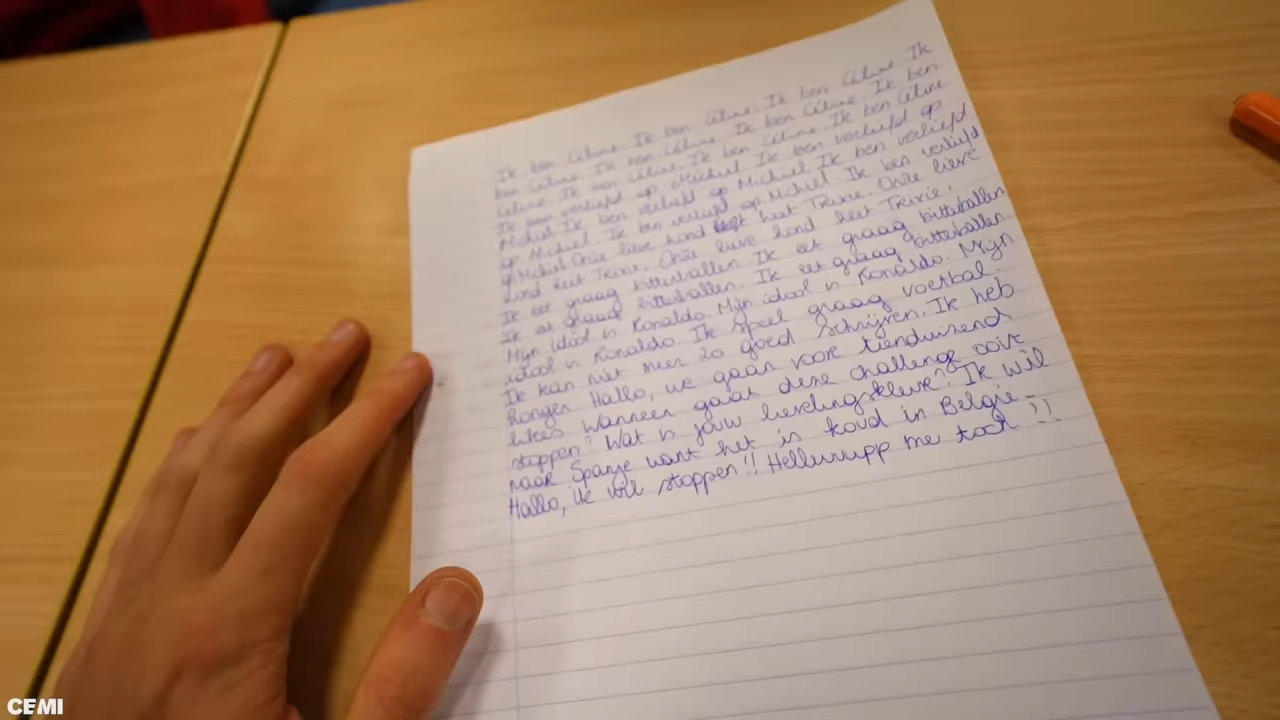 Ik ben Céline. Ik ben Céline. Ik ben Céline Ik
ben Céline. Ik ben Céline. Ik ben Céline. Ik ben
Céline. Ik ben Céline. Ik ben Céline. Ik ben Céline
Ik ben verliefd op Michiel Ik ben verliefd op
Michiel Ik ben verliefd op Michiel Ik ben verliefd
op Michiel. Ik ben verliefd op Michiel Ik ben verliefd
op Michiel Onze lieve hond heet Trixie. Onze lieve
hond heet Trixie. Onze lieve hond heet Trixie.
Ik eet graag bitterballen. Ik eet graag bitterballen
Ik eet graag bitterballen. Ik eet graag bitterballen.
Mijn idool is Ronaldo. Mijn idool is Ronaldo. Mijn
idool is Ronaldo. Ik speel graag voetbal.
Ik kan niet meer zo goed schrijven. Ik heb
honger Hallo, we gaan voor tienduizend
likes Wanneer gaat deze challenge ooit
stoppen? Wat is jouw lievelingskleur? Ik wil
naar Spanje want het is koud in België -
Hallo, ik wil stoppen!! Helluuupp me toch !!
CEMI